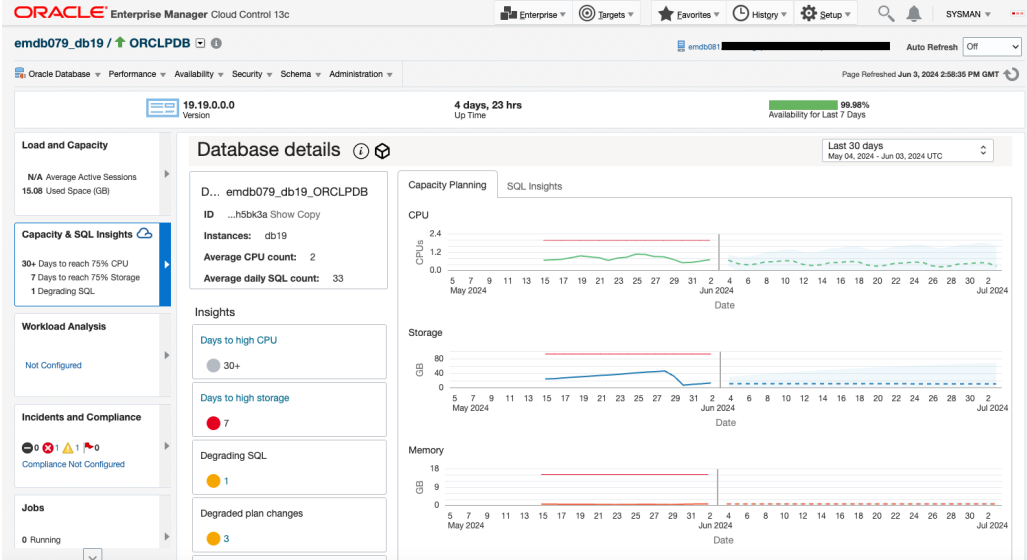 ORACLE Enterprise Manager Cloud Control 13c
Enterprise Targets Favorites History Setup SYSMAN
emdb079_db19 / ORCLPDB
emdb081. Auto Refresh Off
Oracle Database Performance Availability Security Schema Administration
Page Refreshed Jun 3, 2024 2:58:35 PM GMT
19.19.0.0.0
Version
4 days, 23 hrs
Up Time
99.98%
Availability for Last 7 Days
Load and Capacity
N/A Average Active Sessions
15.08 Used Space (GB)
Capacity & SQL Insights
30+ Days to reach 75% CPU
7 Days to reach 75% Storage
1 Degrading SQL
Workload Analysis
Not Configured
Incidents and Compliance
0 1 1 0
Compliance Not Configured
Jobs
0 Running
Database details
Last 30 days
May 04, 2024 - Jun 03, 2024 UTC
D... emdb079_db19_ORCLPDB
ID ...h5bk3a Show Copy
Instances: db19
Average CPU count: 2
Average daily SQL count: 33
Insights
Days to high CPU
30+
Days to high storage
7
Degrading SQL
1
Degraded plan changes
3
Capacity Planning SQL Insights
CPU
CPUs
2.4
1.2
0.0
5 7 9 11 13 15 17 19 21 23 25 27 29 31 2 4 6 8 10 12 14 16 18 20 22 24 26 28 30 2
May 2024 Jun 2024 Jul 2024
Date
Storage
GB
80
40
0
5 7 9 11 13 15 17 19 21 23 25 27 29 31 2 4 6 8 10 12 14 16 18 20 22 24 26 28 30 2
May 2024 Jun 2024 Jul 2024
Date
Memory
GB
18
9
0
5 7 9 11 13 15 17 19 21 23 25 27 29 31 2 4 6 8 10 12 14 16 18 20 22 24 26 28 30 2
May 2024 Jun 2024 Jul 2024
Date